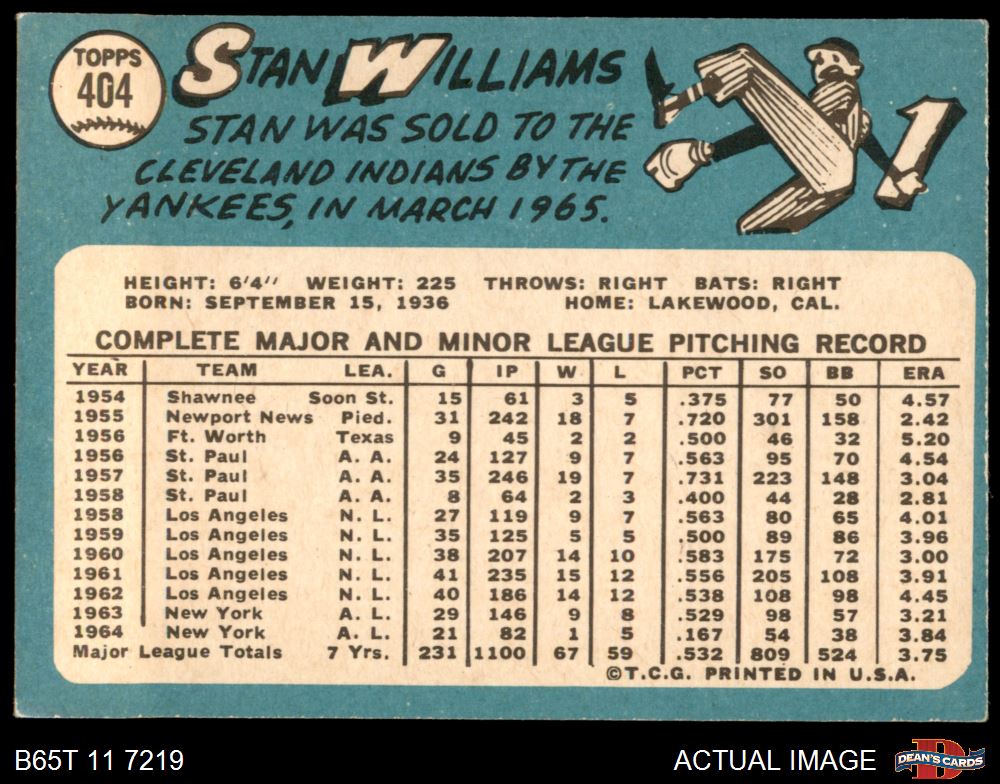 TOPPS
404
STAN WILLIAMS
STAN WAS SOLD TO THE
CLEVELAND INDIANS BY THE
YANKEES, IN MARCH 1965.
1
HEIGHT: 6'4'' WEIGHT: 225 THROWS: RIGHT BATS: RIGHT
BORN: SEPTEMBER 15, 1936 HOME: LAKEWOOD, CAL.
COMPLETE MAJOR AND MINOR LEAGUE PITCHING RECORD
YEAR TEAM LEA. G IP W L PCT SO BB ERA
1954 Shawnee Soon St. 15 61 3 5 .375 77 50 4.57
1955 Newport News Pied. 31 242 18 7 .720 301 158 2.42
1956 Ft. Worth Texas 9 45 2 2 .500 46 32 5.20
1956 St. Paul A. A. 24 127 9 7 .563 95 70 4.54
1957 St. Paul A. A. 35 246 19 7 .731 223 148 3.04
1958 St. Paul A. A. 8 64 2 3 .400 44 28 2.81
1958 Los Angeles N. L. 27 119 9 7 .563 80 65 4.01
1959 Los Angeles N. L. 35 125 5 5 .500 89 86 3.96
1960 Los Angeles N. L. 38 207 14 10 .583 175 72 3.00
1961 Los Angeles N. L. 41 235 15 12 .556 205 108 3.91
1962 Los Angeles N. L. 40 186 14 12 .538 108 98 4.45
1963 New York A. L. 29 146 9 8 .529 98 57 3.21
1964 New York A. L. 21 82 1 5 .167 54 38 3.84
Major League Totals 7 Yrs. 231 1100 67 59 .532 809 524 3.75
©T.C.G. PRINTED IN U.S.A.
B65T 11 7219 ACTUAL IMAGE DEAN'S CARDS